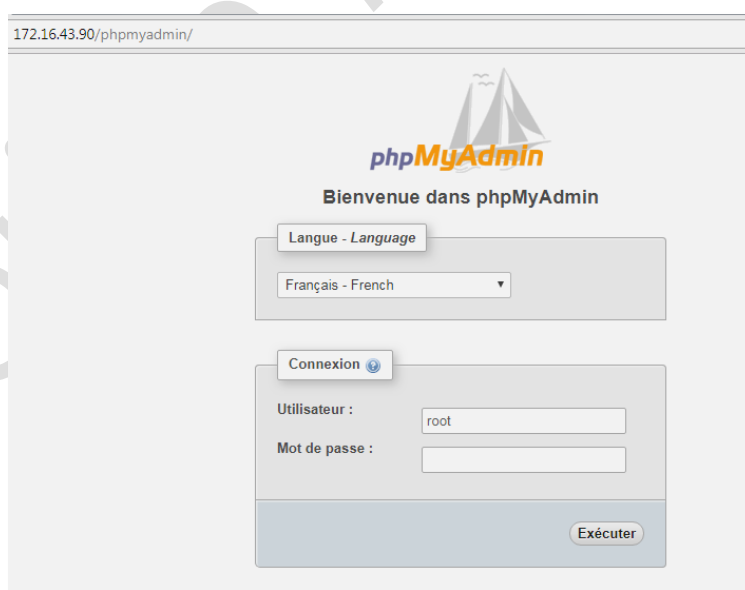 172.16.43.90/phpmyadmin/
phpMyAdmin
Bienvenue dans phpMyAdmin
Langue - Language
Français - French
Connexion
Utilisateur :
root
Mot de passe :
Exécuter